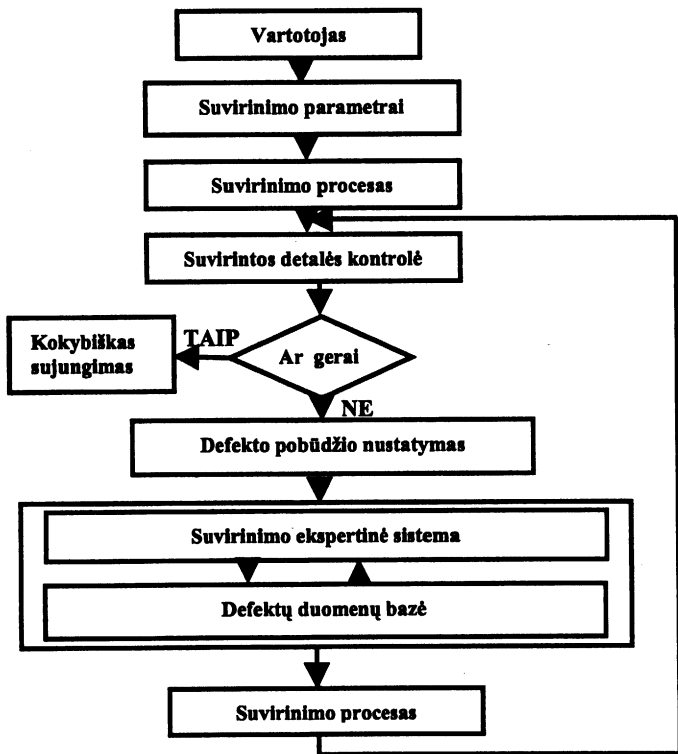 Vartotojas
Suvirinimo parametrai
Suvirinimo procesas
Suvirintos detalės kontrolė
Kokybiškas
sujungimas
TAIP
Ar gerai
NE
Defekto pobūdžio nustatymas
Suvirinimo ekspertinė sistema
Defektų duomenų bazė
Suvirinimo procesas